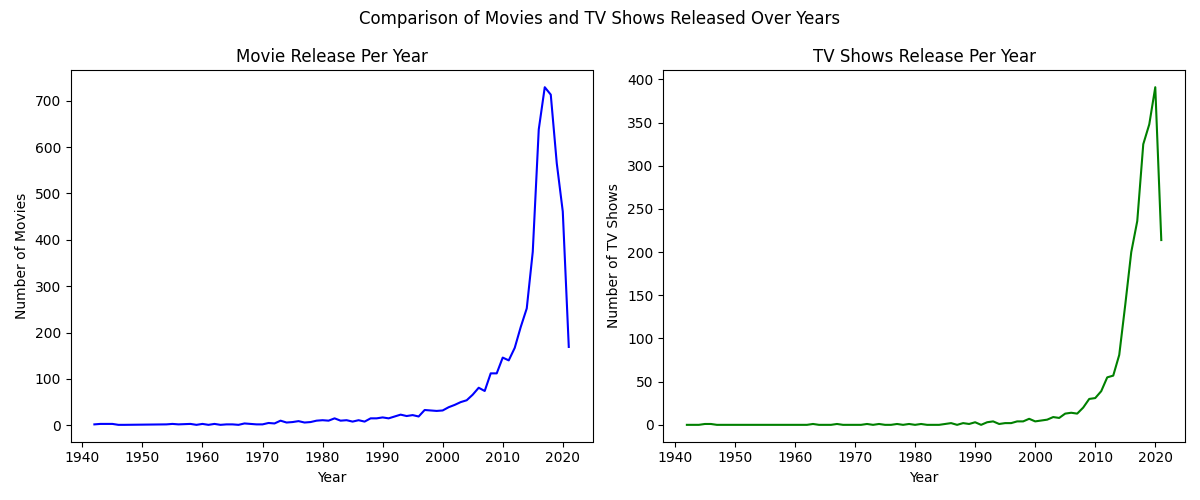 Comparison of Movies and TV Shows Released Over Years
Movie Release Per Year
Number of Movies
700
600
500
400
300
200
100
0
1940 1950 1960 1970 1980 1990 2000 2010 2020
Year
TV Shows Release Per Year
Number of TV Shows
400
350
300
250
200
150
100
50
0
1940 1950 1960 1970 1980 1990 2000 2010 2020
Year